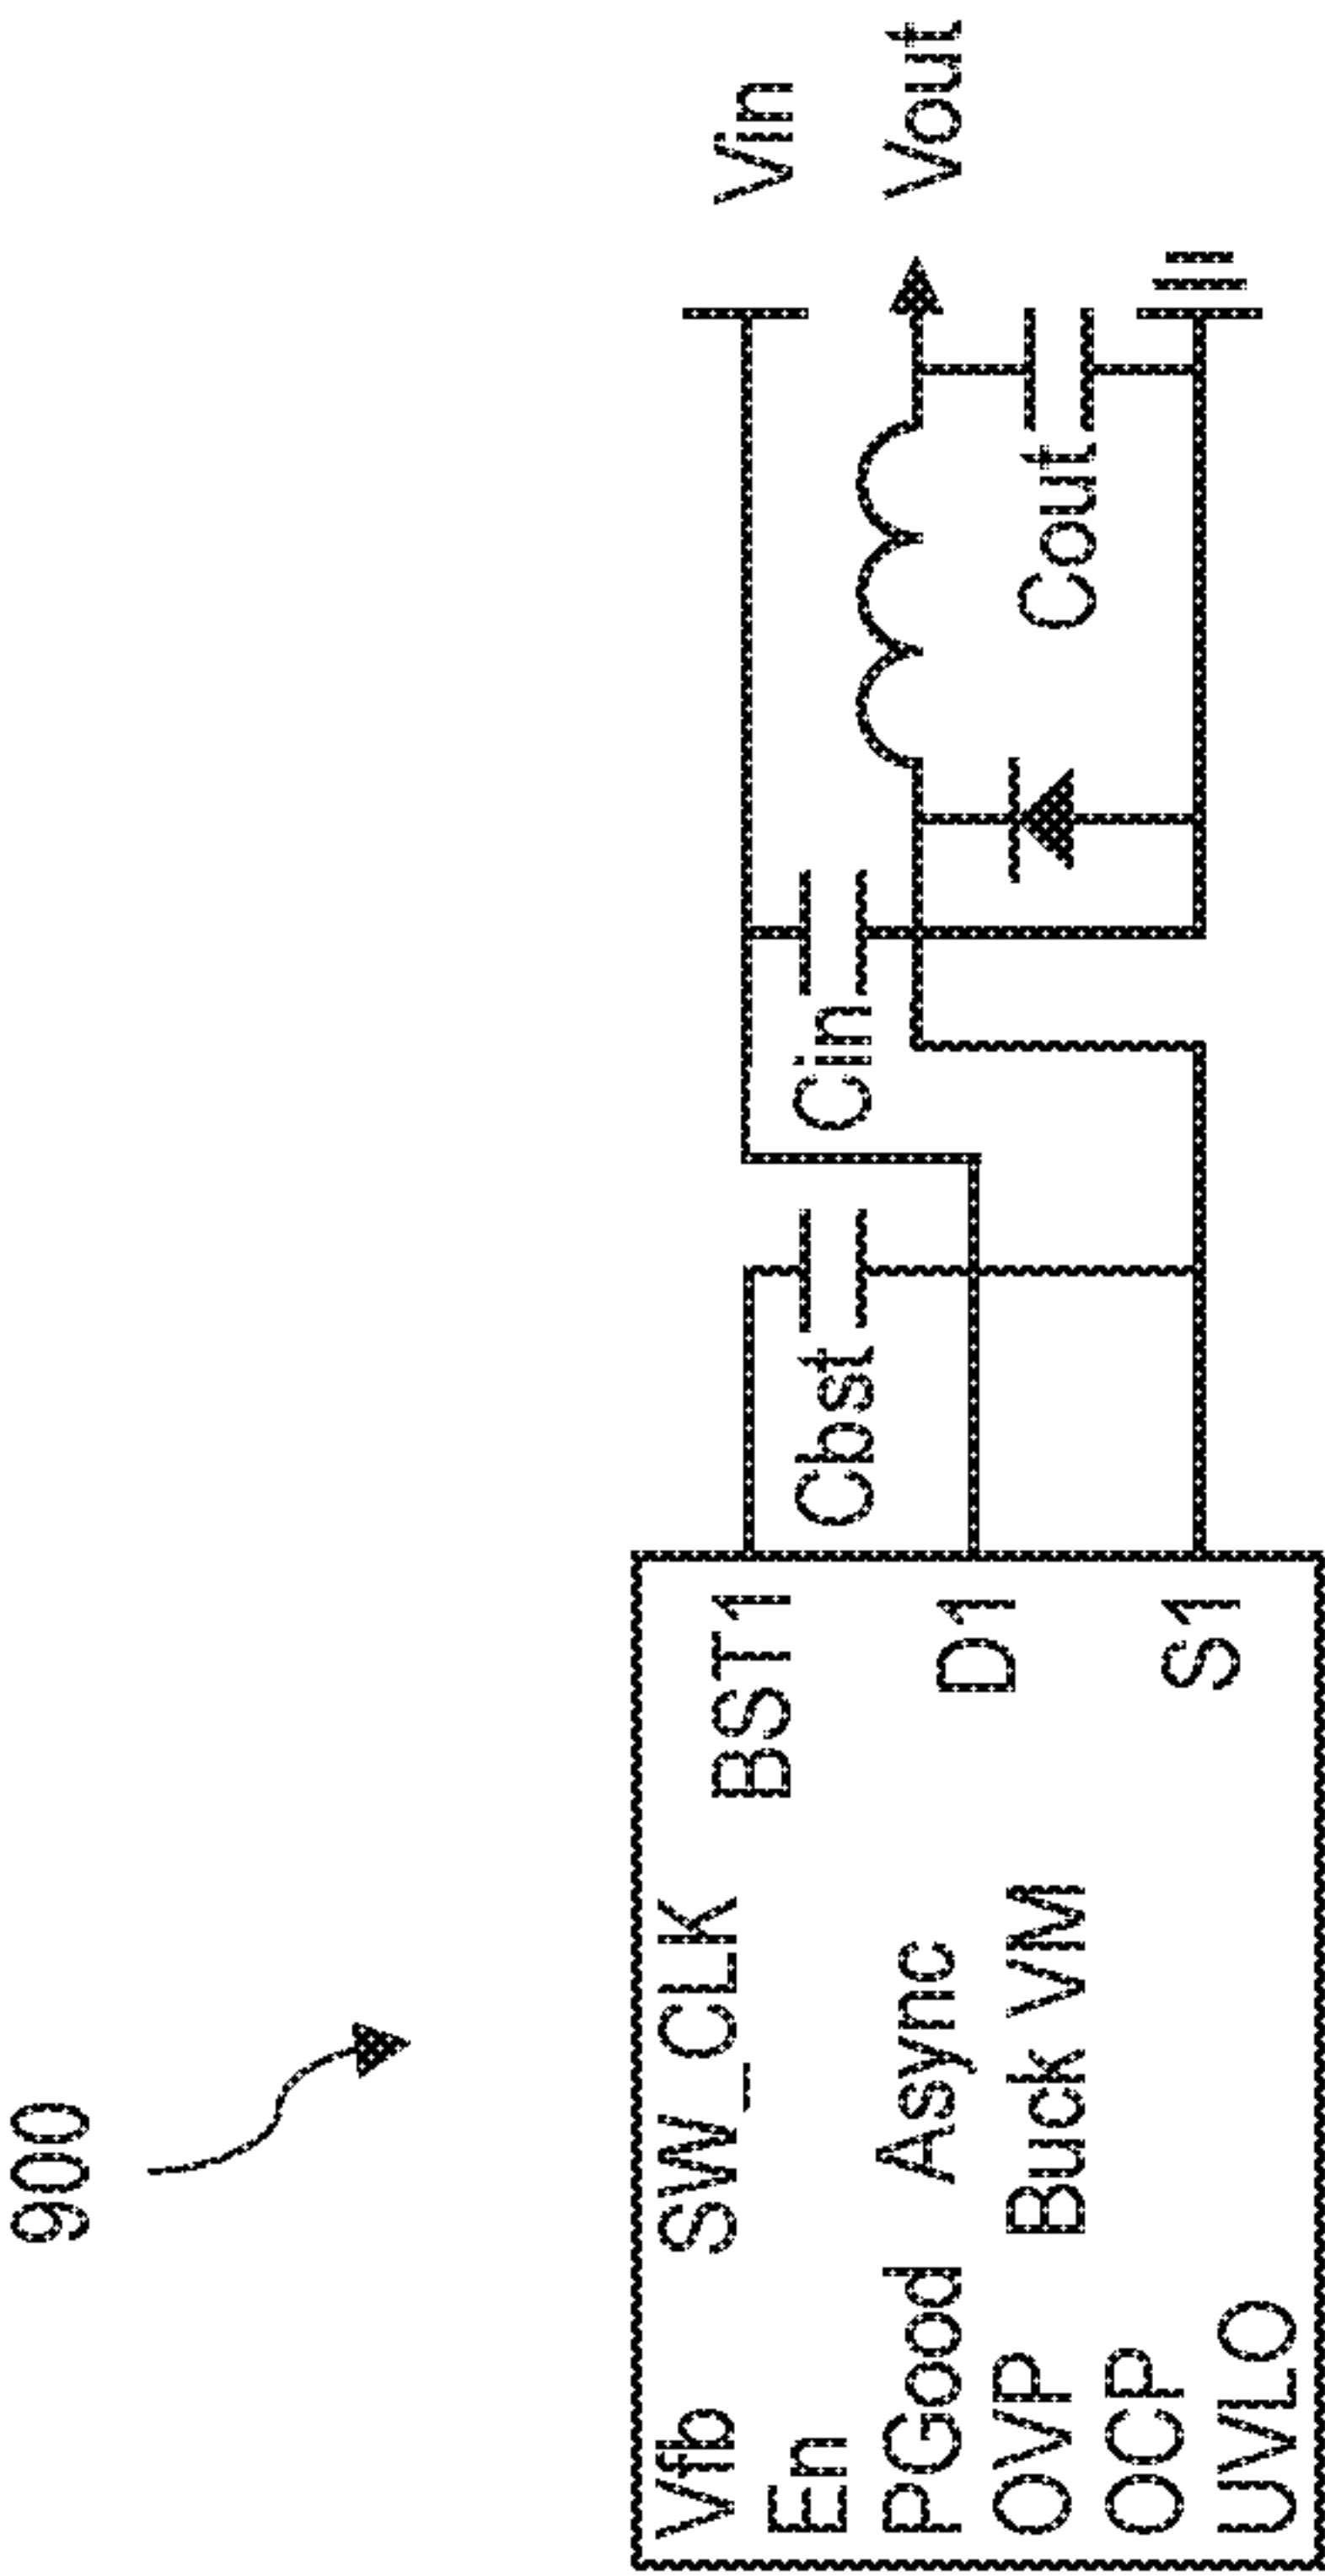 900
Vfb
SW_CLK
BST1
En
PGood
Async
D1
OVP
Buck VM
OCP
UVLO
S1
Cbst
Cin
Cout
Vin
Vout